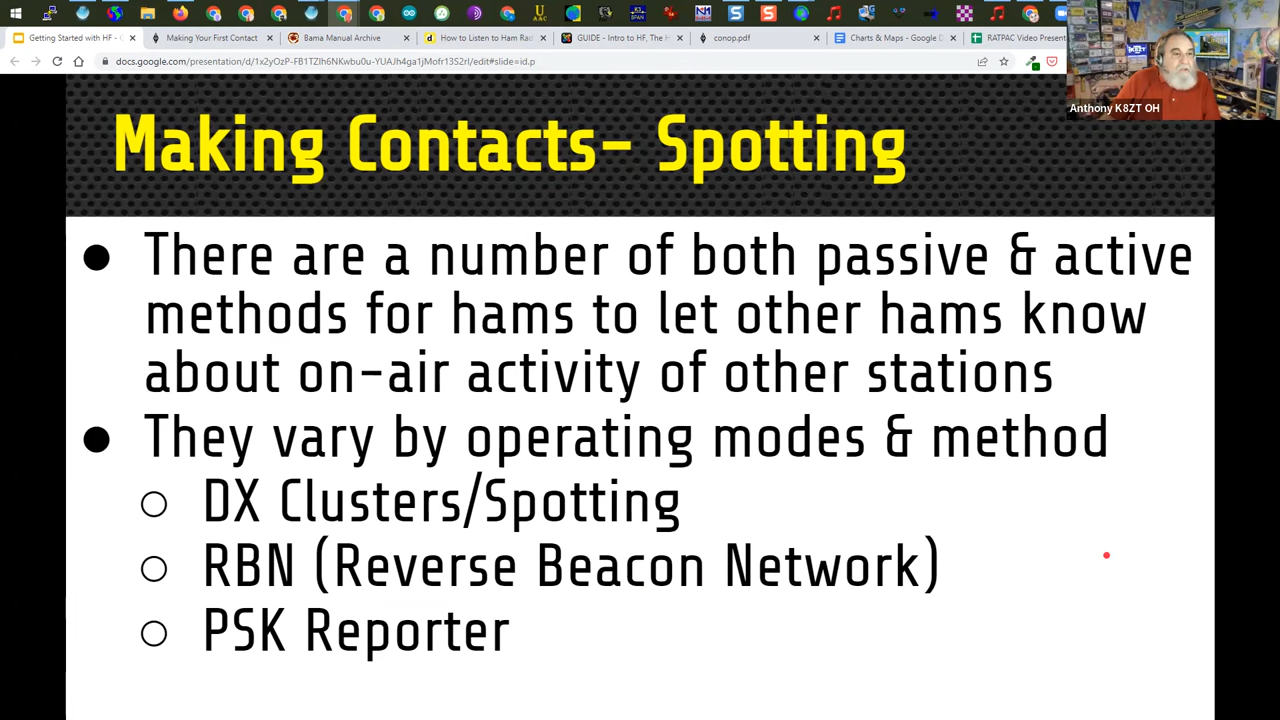 Getting Started with HF - G
Making Your First Contact
Bama Manual Archive
How to Listen to Ham Rad
GUIDE - Intro to HF, The H
conop.pdf
Charts & Maps - Google D
RATPAC Video Present
Anthony K8ZT OH
Making Contacts- Spotting
● There are a number of both passive & active
methods for hams to let other hams know
about on-air activity of other stations
● They vary by operating modes & method
○ DX Clusters/Spotting
○ RBN (Reverse Beacon Network)
○ PSK Reporter